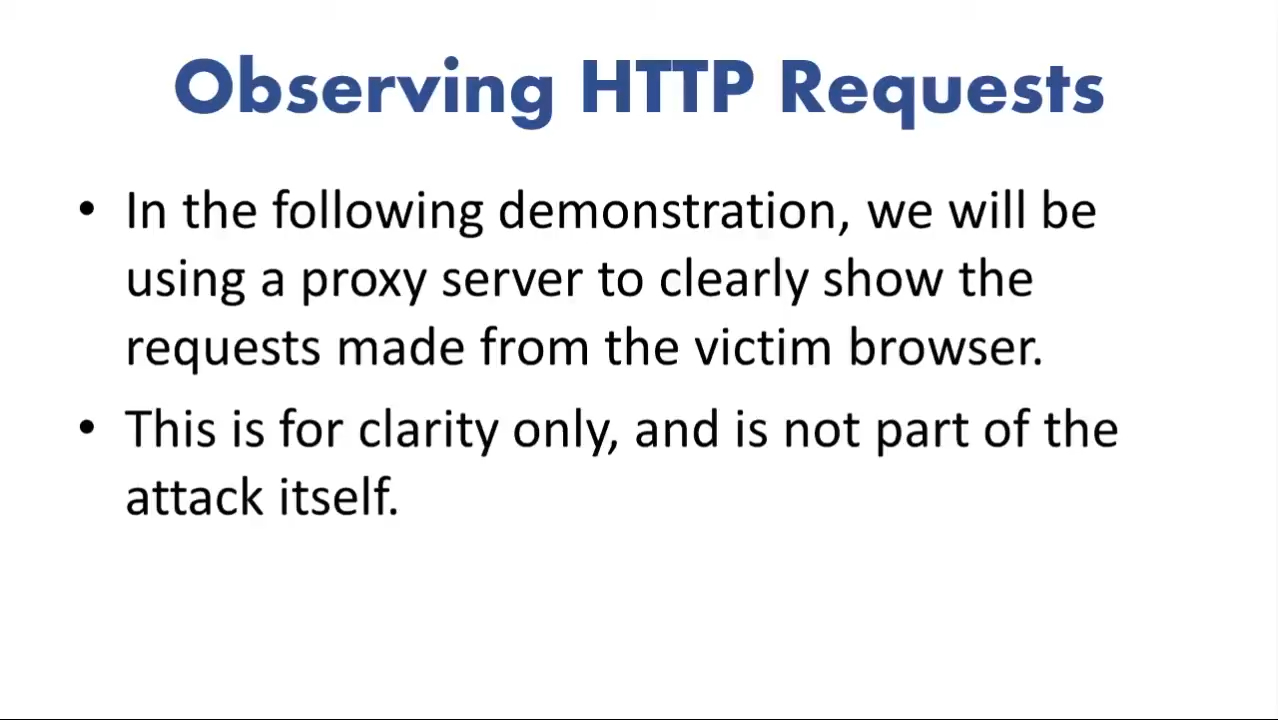 Observing HTTP Requests
• In the following demonstration, we will be
using a proxy server to clearly show the
requests made from the victim browser.
• This is for clarity only, and is not part of the
attack itself.